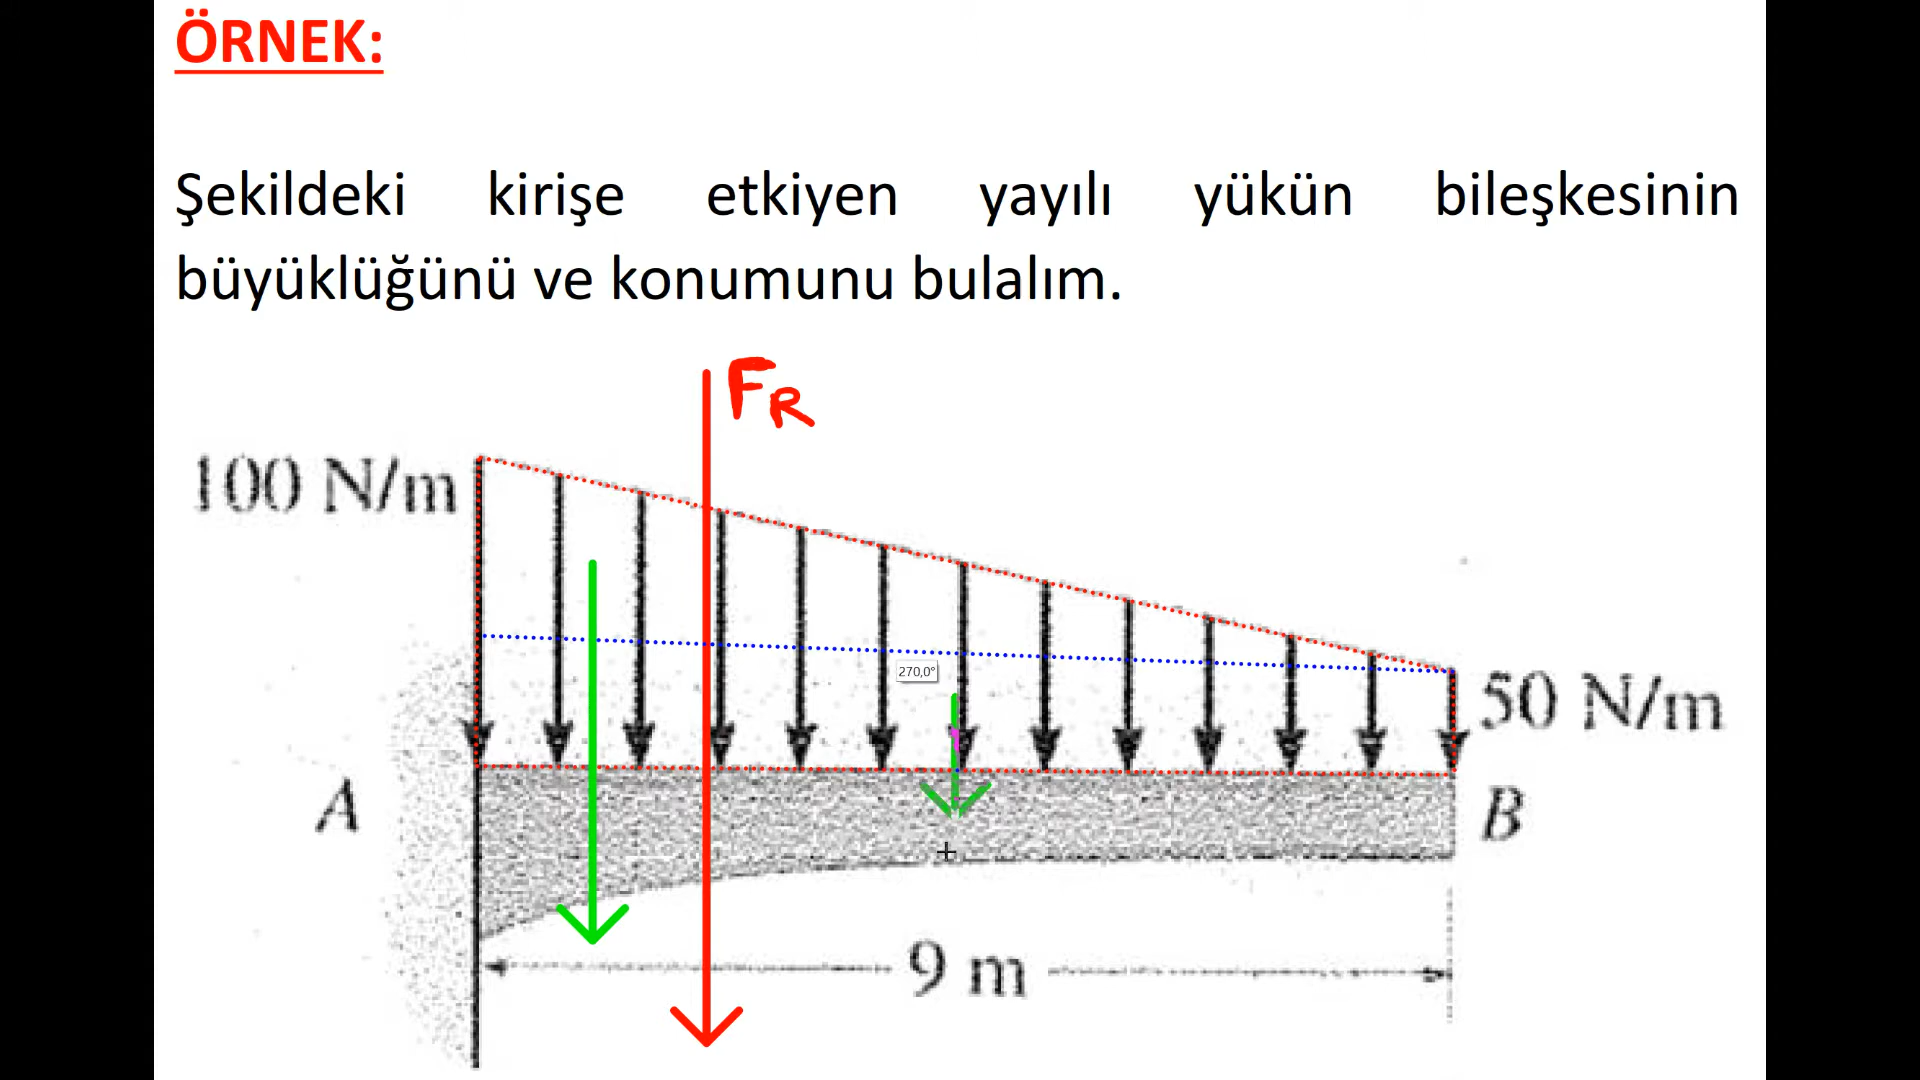 ÖRNEK:
Şekildeki kirişe etkiyen yayılı yükün bileşkesinin
büyüklüğünü ve konumunu bulalım.
FR
100 N/m
270,0°
50 N/m
A
B
9 m